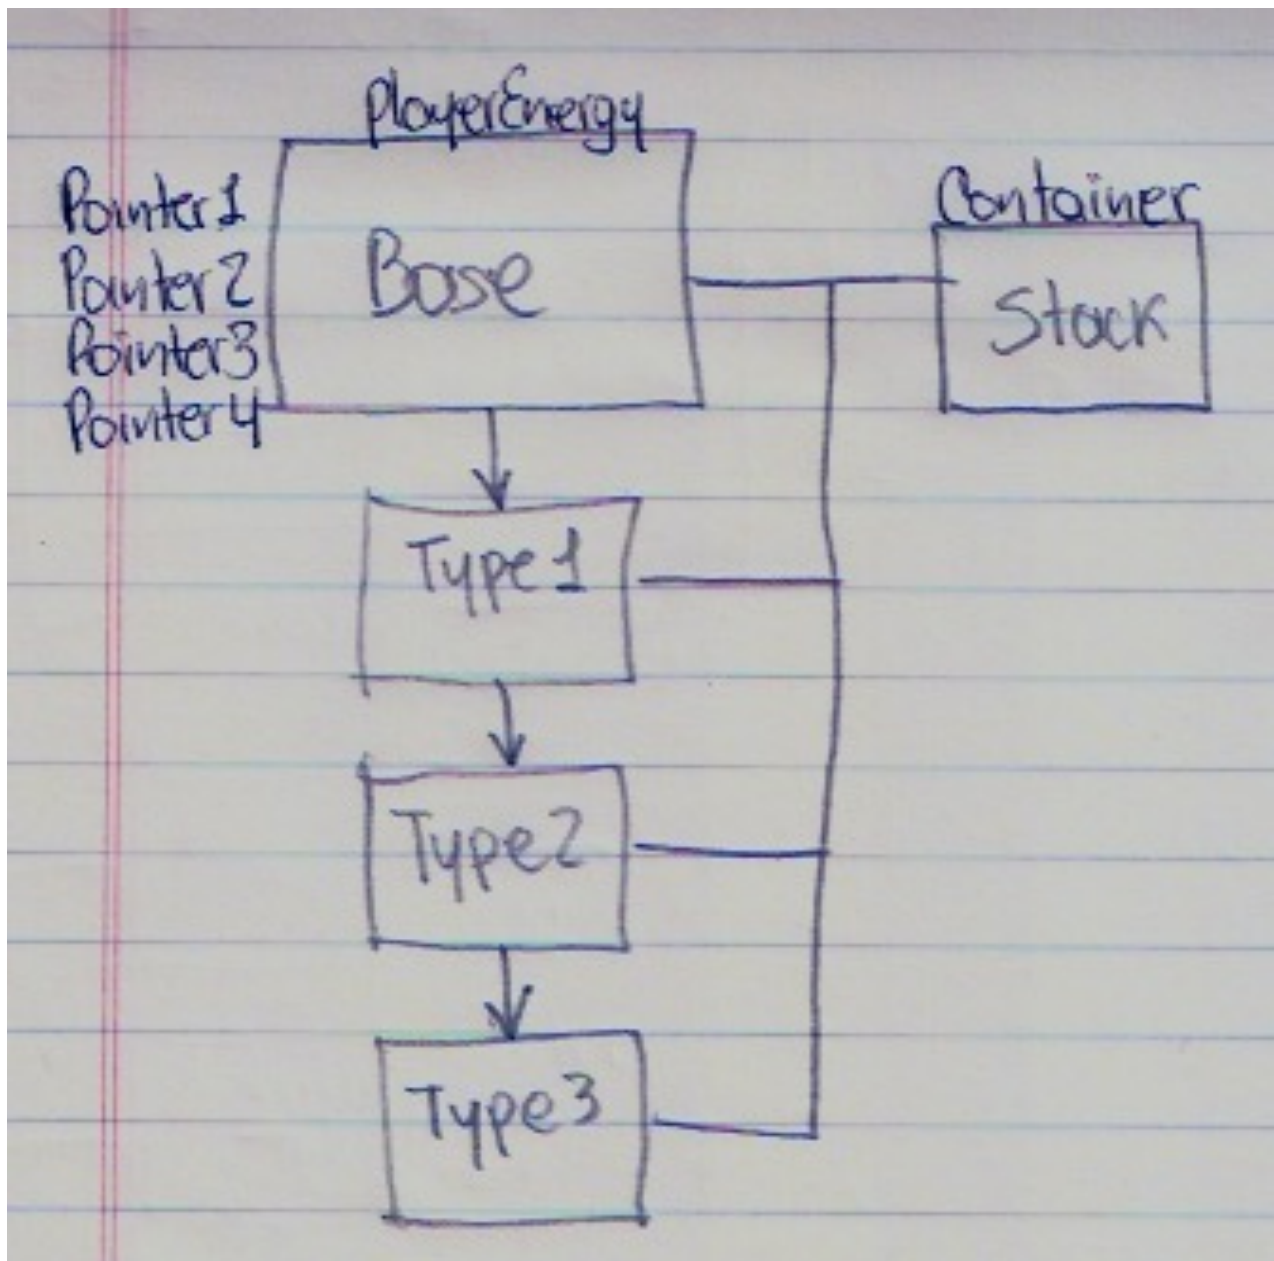 PlayerEnergy
Pointer1
Pointer2
Pointer3
Pointer4
Base
Container
Stack
Type1
Type2
Type3